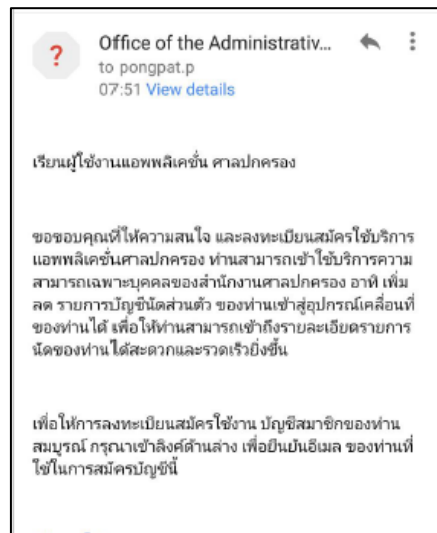 ?
Office of the Administrativ...
to pongpat.p
07:51 View details
เรียนผู้ใช้งานแอพพลิเคชั่น ศาลปกครอง
ขอขอบคุณที่ให้ความสนใจ และลงทะเบียนสมัครใช้บริการ
แอพพลิเคชั่นศาลปกครอง ท่านสามารถเข้าใช้บริการความ
สามารถเฉพาะบุคคลของสำนักงานศาลปกครอง อาทิ เพิ่ม
ลด รายการบัญชีนัดส่วนตัว ของท่านเข้าสู่อุปกรณ์เคลื่อนที่
ของท่านได้ เพื่อให้ท่านสามารถเข้าถึงรายละเอียดรายการ
นัดของท่านได้สะดวกและรวดเร็วยิ่งขึ้น
เพื่อให้การลงทะเบียนสมัครใช้งาน บัญชีสมาชิกของท่าน
สมบูรณ์ กรุณาเข้าลิงค์ด้านล่าง เพื่อยืนยันอีเมล ของท่านที่
ใช้ในการสมัครบัญชีนี้